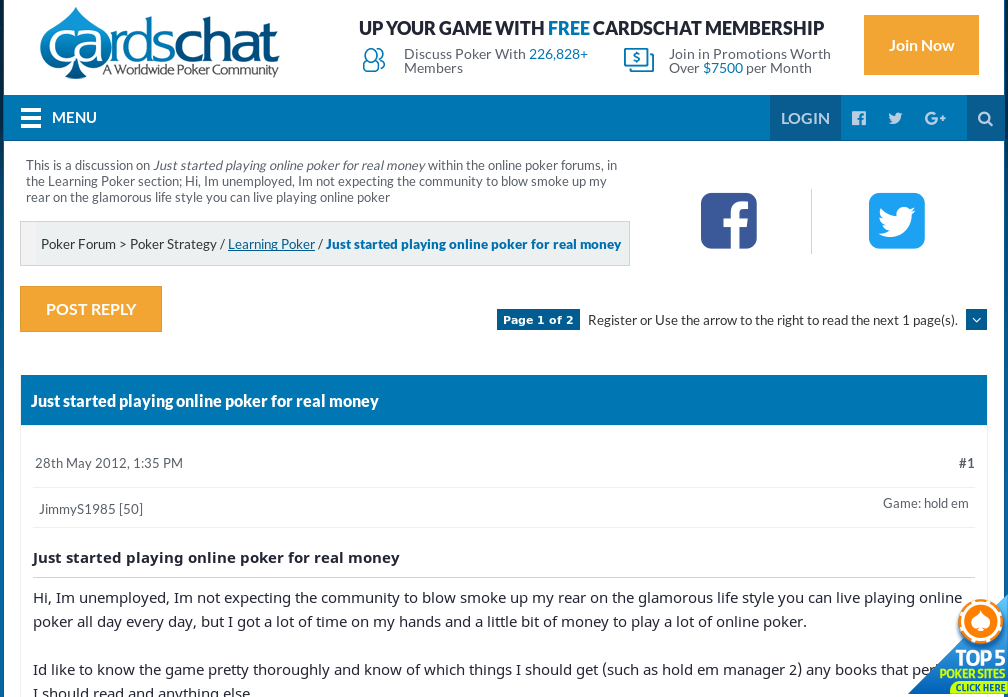 cardschat
A Worldwide Poker Community
UP YOUR GAME WITH FREE CARDSCHAT MEMBERSHIP
Discuss Poker With 226,828+
Members
Join in Promotions Worth
Over $7500 per Month
Join Now
MENU
LOGIN
This is a discussion on Just started playing online poker for real money within the online poker forums, in
the Learning Poker section; Hi, Im unemployed, Im not expecting the community to blow smoke up my
rear on the glamorous life style you can live playing online poker
Poker Forum > Poker Strategy / Learning Poker / Just started playing online poker for real money
POST REPLY
Page 1 of 2 Register or Use the arrow to the right to read the next 1 page(s).
Just started playing online poker for real money
28th May 2012, 1:35 PM
#1
JimmyS1985 [50]
Game: hold em
Just started playing online poker for real money
Hi, Im unemployed, Im not expecting the community to blow smoke up my rear on the glamorous life style you can live playing online
poker all day every day, but I got a lot of time on my hands and a little bit of money to play a lot of online poker.
Id like to know the game pretty thoroughly and know of which things I should get (such as hold em manager 2) any books that
I should read and anything else
TOP 5
POKER SITES
CLICK HERE